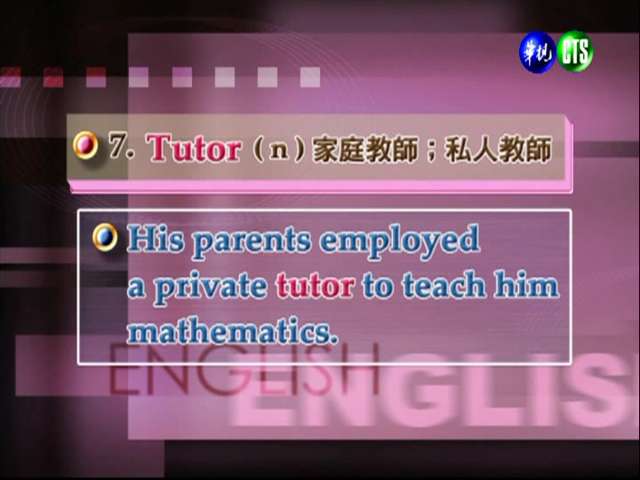 華視 CTS
7. Tutor (n) 家庭教師；私人教師
His parents employed
a private tutor to teach him
mathematics.
ENGLISH
ENGLIS